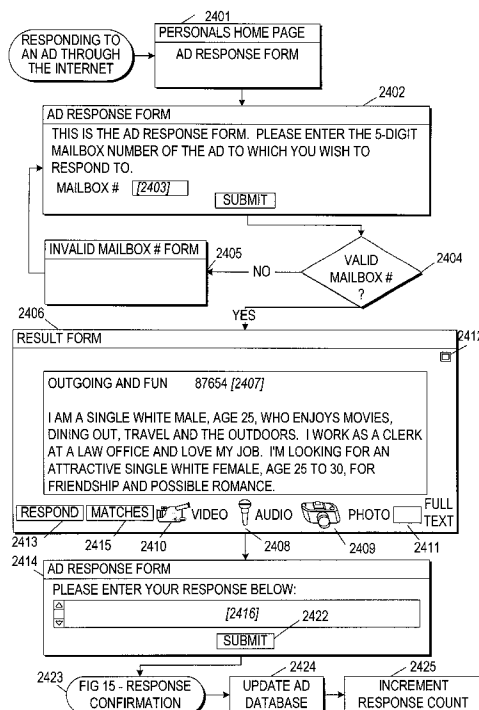 2401
RESPONDING TO
AN AD THROUGH
THE INTERNET
PERSONALS HOME PAGE
AD RESPONSE FORM
2402
AD RESPONSE FORM
THIS IS THE AD RESPONSE FORM. PLEASE ENTER THE 5-DIGIT
MAILBOX NUMBER OF THE AD TO WHICH YOU WISH TO
RESPOND TO.
MAILBOX # [2403]
SUBMIT
INVALID MAILBOX # FORM
2405
NO
VALID
MAILBOX #
?
2404
2406
YES
RESULT FORM
2412
OUTGOING AND FUN 87654 [2407]
I AM A SINGLE WHITE MALE, AGE 25, WHO ENJOYS MOVIES,
DINING OUT, TRAVEL AND THE OUTDOORS. I WORK AS A CLERK
AT A LAW OFFICE AND LOVE MY JOB. I'M LOOKING FOR AN
ATTRACTIVE SINGLE WHITE FEMALE, AGE 25 TO 30, FOR
FRIENDSHIP AND POSSIBLE ROMANCE.
RESPOND MATCHES VIDEO AUDIO PHOTO FULL
TEXT
2413 2415 2410 2408 2409 2411
2414
AD RESPONSE FORM
PLEASE ENTER YOUR RESPONSE BELOW:
[2416]
2422
SUBMIT
2423
FIG 15 - RESPONSE
CONFIRMATION
2424
UPDATE AD
DATABASE
2425
INCREMENT
RESPONSE COUNT